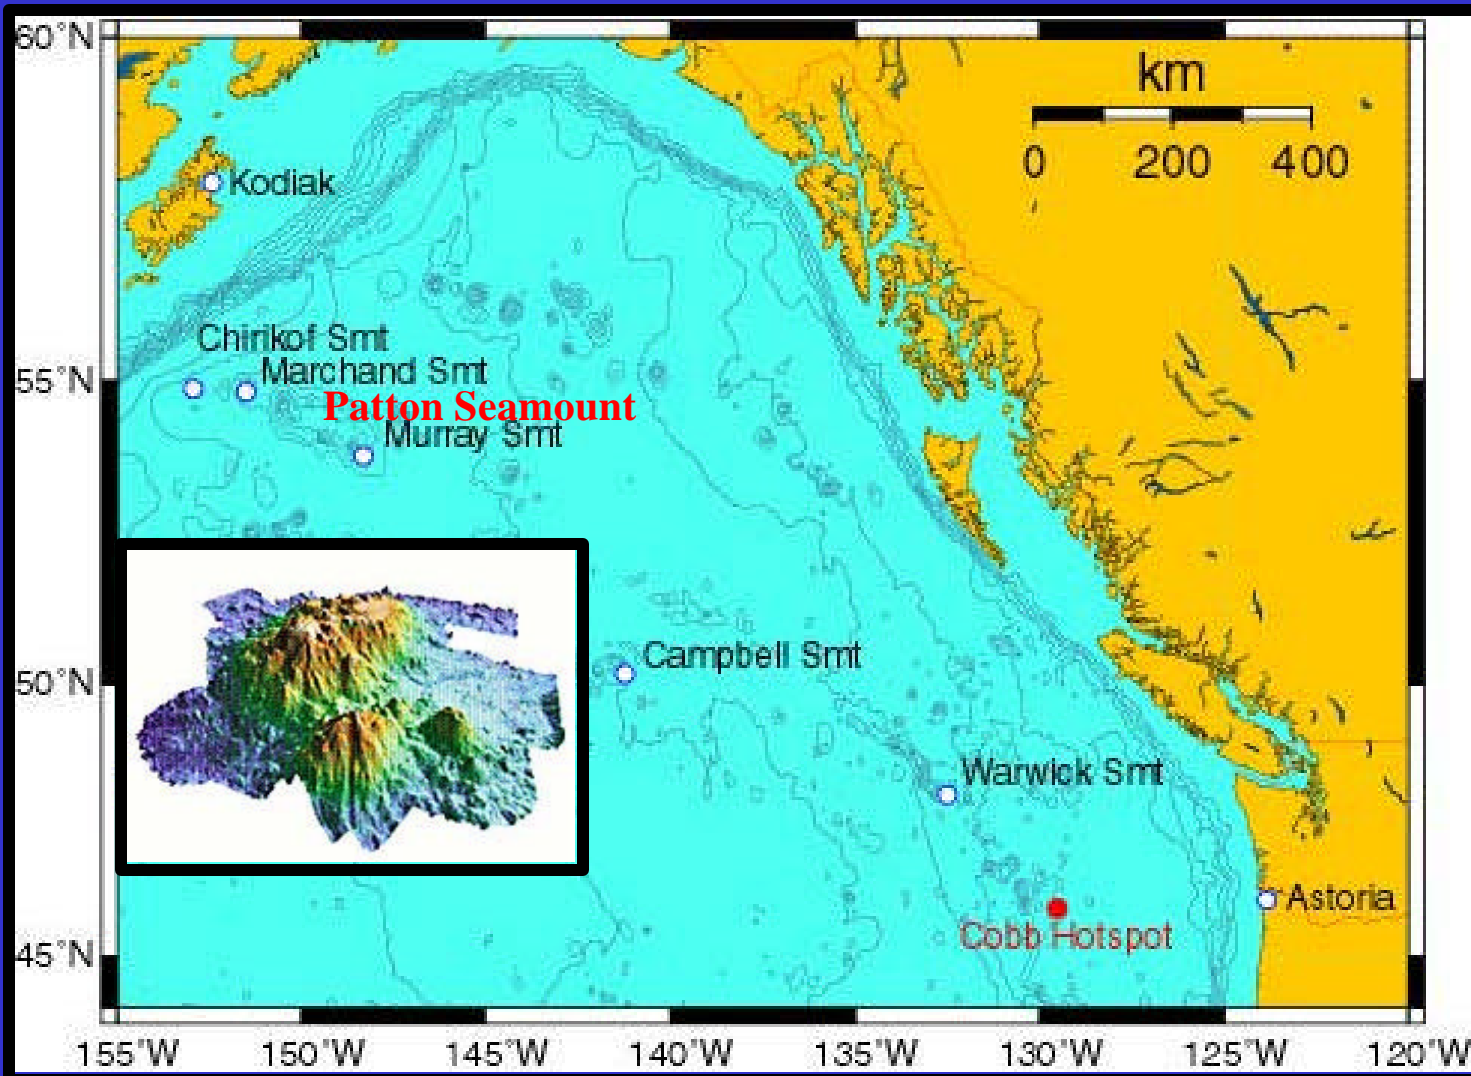 60°N
km
0 200 400
Kodiak
Chirikof Smt
55°N
Marchand Smt
Patton Seamount
Murray Smt
50°N
Campbell Smt
Warwick Smt
Astoria
Cobb Hotspot
45°N
155°W 150°W 145°W 140°W 135°W 130°W 125°W 120°W